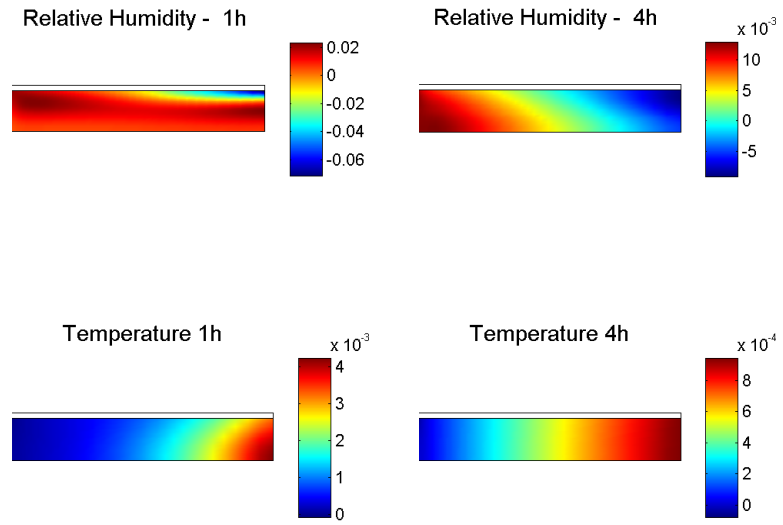 Relative Humidity -  1h
0.02
0
-0.02
-0.04
-0.06
Relative Humidity -  4h
x 10-3
10
5
0
-5
Temperature 1h
x 10-3
4
3
2
1
0
Temperature 4h
x 10-4
8
6
4
2
0